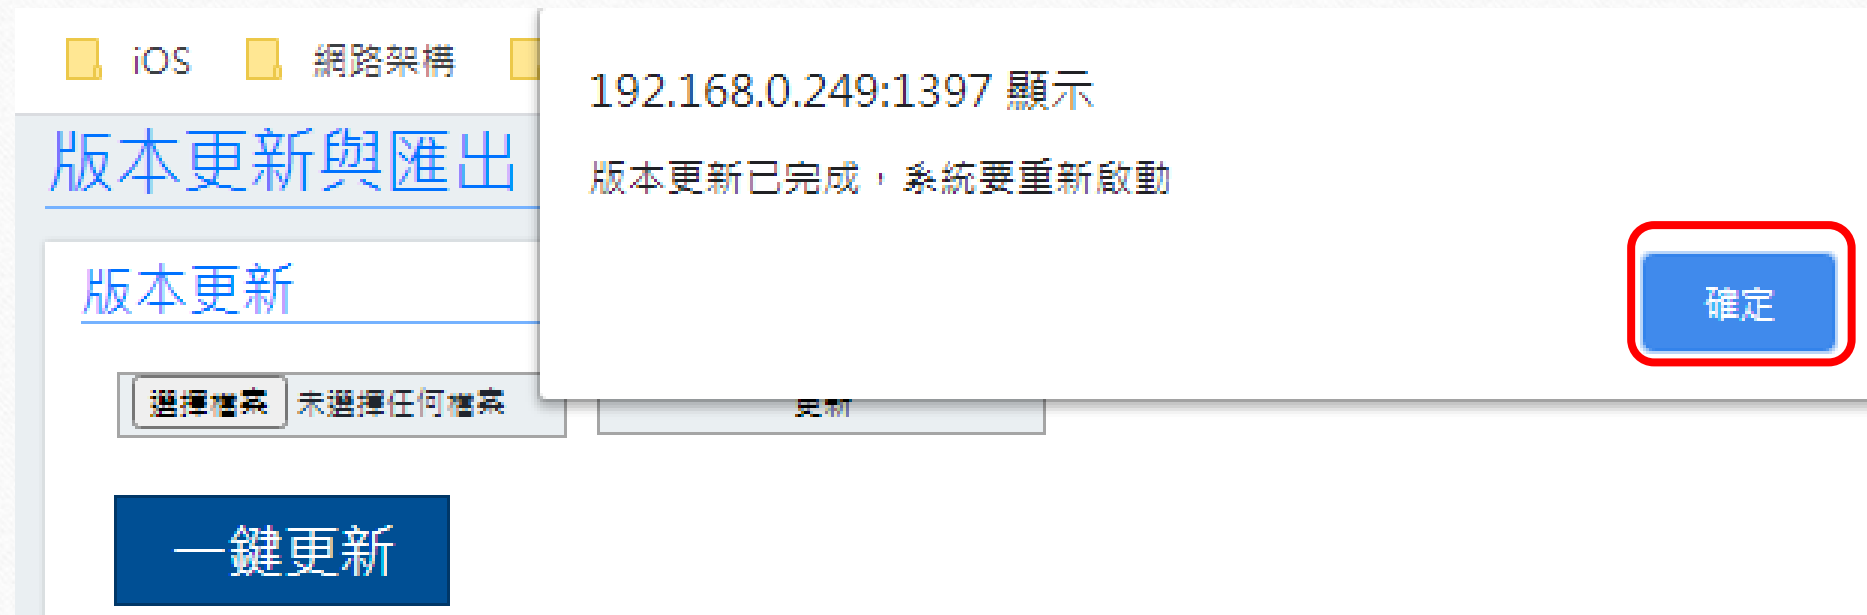 iOS 網路架構
192.168.0.249:1397 顯示
版本更新已完成，系統要重新啟動
確定
版本更新與匯出
版本更新
選擇檔案 未選擇任何檔案
更新
一鍵更新